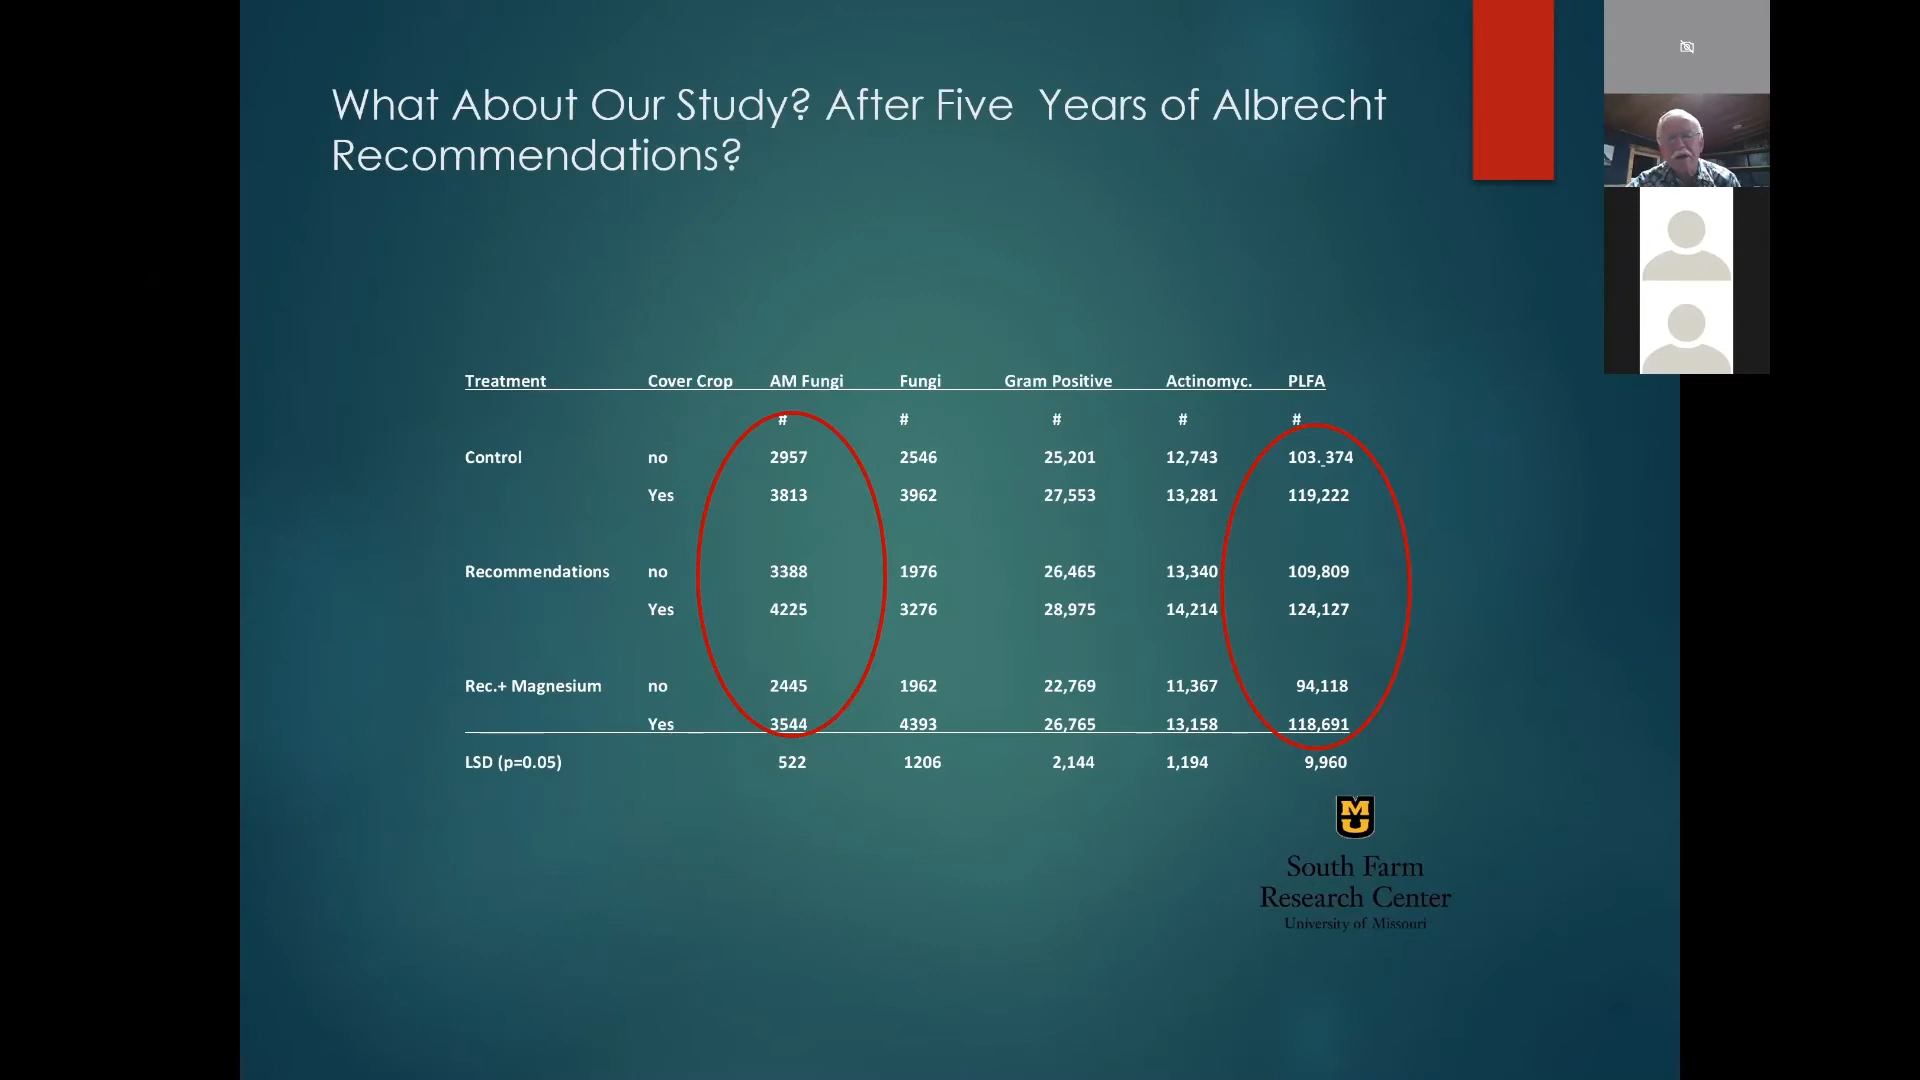 What About Our Study? After Five Years of Albrecht
Recommendations?
Treatment Cover Crop AM Fungi Fungi Gram Positive Actinomyc. PLFA
# # # # #
Control no 2957 2546 25,201 12,743 103. 374
Yes 3813 3962 27,553 13,281 119,222
Recommendations no 3388 1976 26,465 13,340 109,809
Yes 4225 3276 28,975 14,214 124,127
Rec.+ Magnesium no 2445 1962 22,769 11,367 94,118
Yes 3544 4393 26,765 13,158 118,691
LSD (p=0.05) 522 1206 2,144 1,194 9,960
MU
South Farm
Research Center
University of Missouri